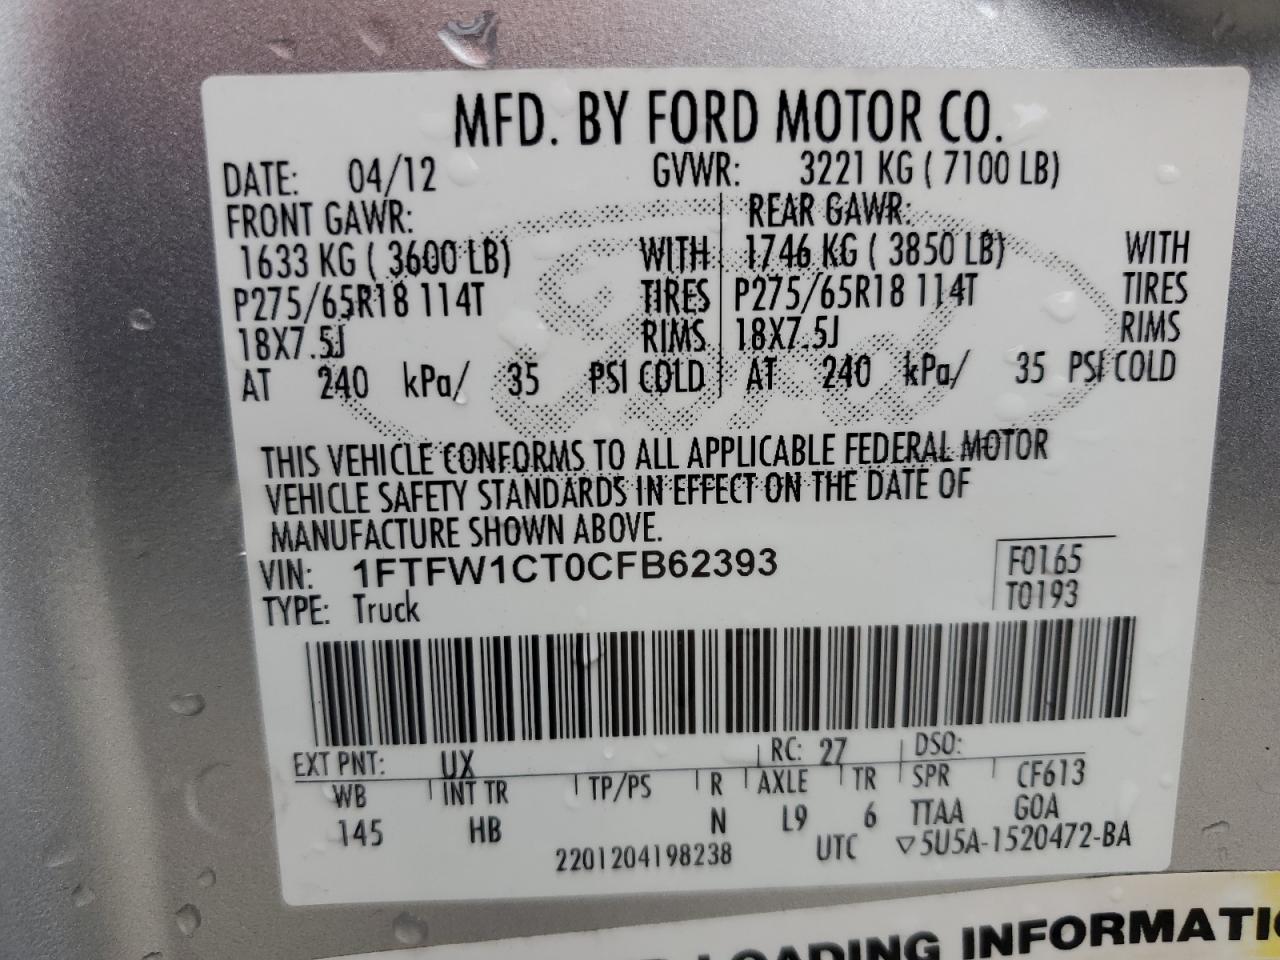 MFD. BY FORD MOTOR CO.
DATE: 04/12 GVWR: 3221 KG ( 7100 LB)
FRONT GAWR: REAR GAWR:
1633 KG ( 3600 LB) WITH 1746 KG ( 3850 LB) WITH
P275/65R18 114T TIRES P275/65R18 114T TIRES
18X7.5J RIMS 18X7.5J RIMS
AT 240 kPa/ 35 PSI COLD AT 240 kPa/ 35 PSI COLD
THIS VEHICLE CONFORMS TO ALL APPLICABLE FEDERAL MOTOR
VEHICLE SAFETY STANDARDS IN EFFECT ON THE DATE OF
MANUFACTURE SHOWN ABOVE.
VIN: 1FTFW1CT0CFB62393 F0165
TYPE: Truck T0193
EXT PNT: UX RC: 27 DSO:
WB INT TR TP/PS R AXLE TR SPR CF613
145 HB N L9 6 TTAA GOA
2201204198238 UTC ▽5U5A-1520472-BA
LOADING INFORMATI